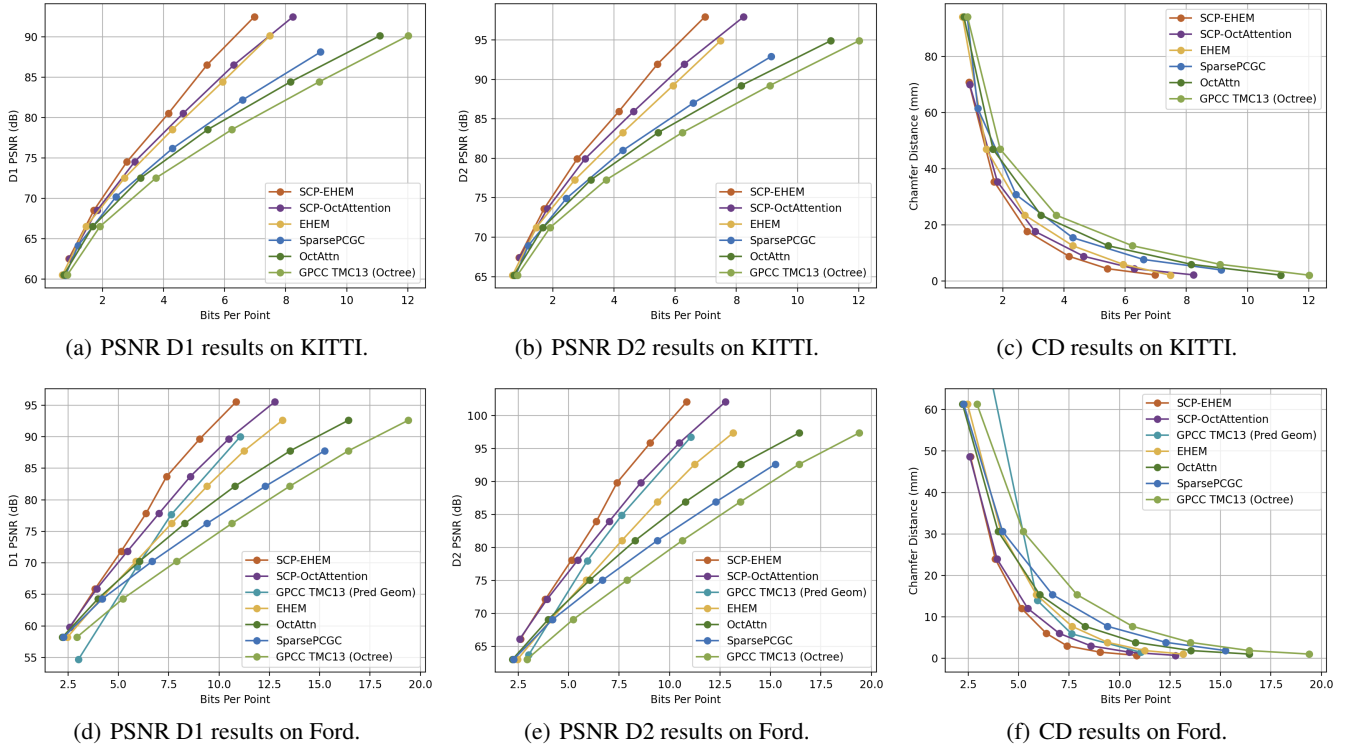 90
85
80
75
70
65
60
D1 PSNR (dB)
2 4 6 8 10 12
Bits Per Point
SCP-EHEM
SCP-OctAttention
EHEM
SparsePCGC
OctAttn
GPCC TMC13 (Octree)
(a) PSNR D1 results on KITTI.
95
90
85
80
75
70
65
D2 PSNR (dB)
2 4 6 8 10 12
Bits Per Point
SCP-EHEM
SCP-OctAttention
EHEM
SparsePCGC
OctAttn
GPCC TMC13 (Octree)
(b) PSNR D2 results on KITTI.
80
60
40
20
0
Chamfer Distance (mm)
2 4 6 8 10 12
Bits Per Point
SCP-EHEM
SCP-OctAttention
EHEM
SparsePCGC
OctAttn
GPCC TMC13 (Octree)
(c) CD results on KITTI.
95
90
85
80
75
70
65
60
55
D1 PSNR (dB)
2.5 5.0 7.5 10.0 12.5 15.0 17.5 20.0
Bits Per Point
SCP-EHEM
SCP-OctAttention
GPCC TMC13 (Pred Geom)
EHEM
OctAttn
SparsePCGC
GPCC TMC13 (Octree)
(d) PSNR D1 results on Ford.
100
95
90
85
80
75
70
65
D2 PSNR (dB)
2.5 5.0 7.5 10.0 12.5 15.0 17.5 20.0
Bits Per Point
SCP-EHEM
SCP-OctAttention
GPCC TMC13 (Pred Geom)
EHEM
OctAttn
SparsePCGC
GPCC TMC13 (Octree)
(e) PSNR D2 results on Ford.
60
50
40
30
20
10
0
Chamfer Distance (mm)
2.5 5.0 7.5 10.0 12.5 15.0 17.5 20.0
Bits Per Point
SCP-EHEM
SCP-OctAttention
GPCC TMC13 (Pred Geom)
EHEM
OctAttn
SparsePCGC
GPCC TMC13 (Octree)
(f) CD results on Ford.